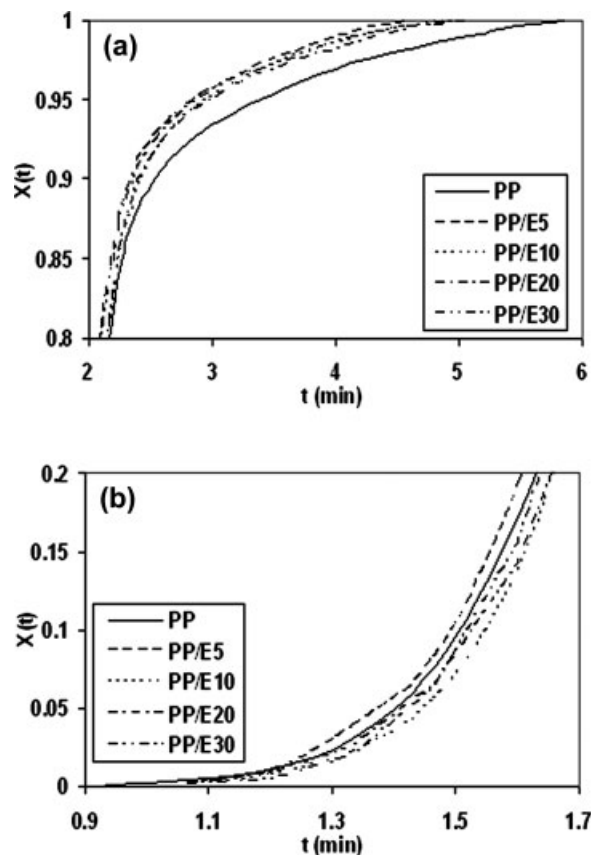 (a)
1
0.95
0.9
0.85
0.8
X(t)
2 3 4 5 6
t (min)
PP
PP/E5
PP/E10
PP/E20
PP/E30
(b)
0.2
0.15
0.1
0.05
0
X(t)
0.9 1.1 1.3 1.5 1.7
t (min)
PP
PP/E5
PP/E10
PP/E20
PP/E30